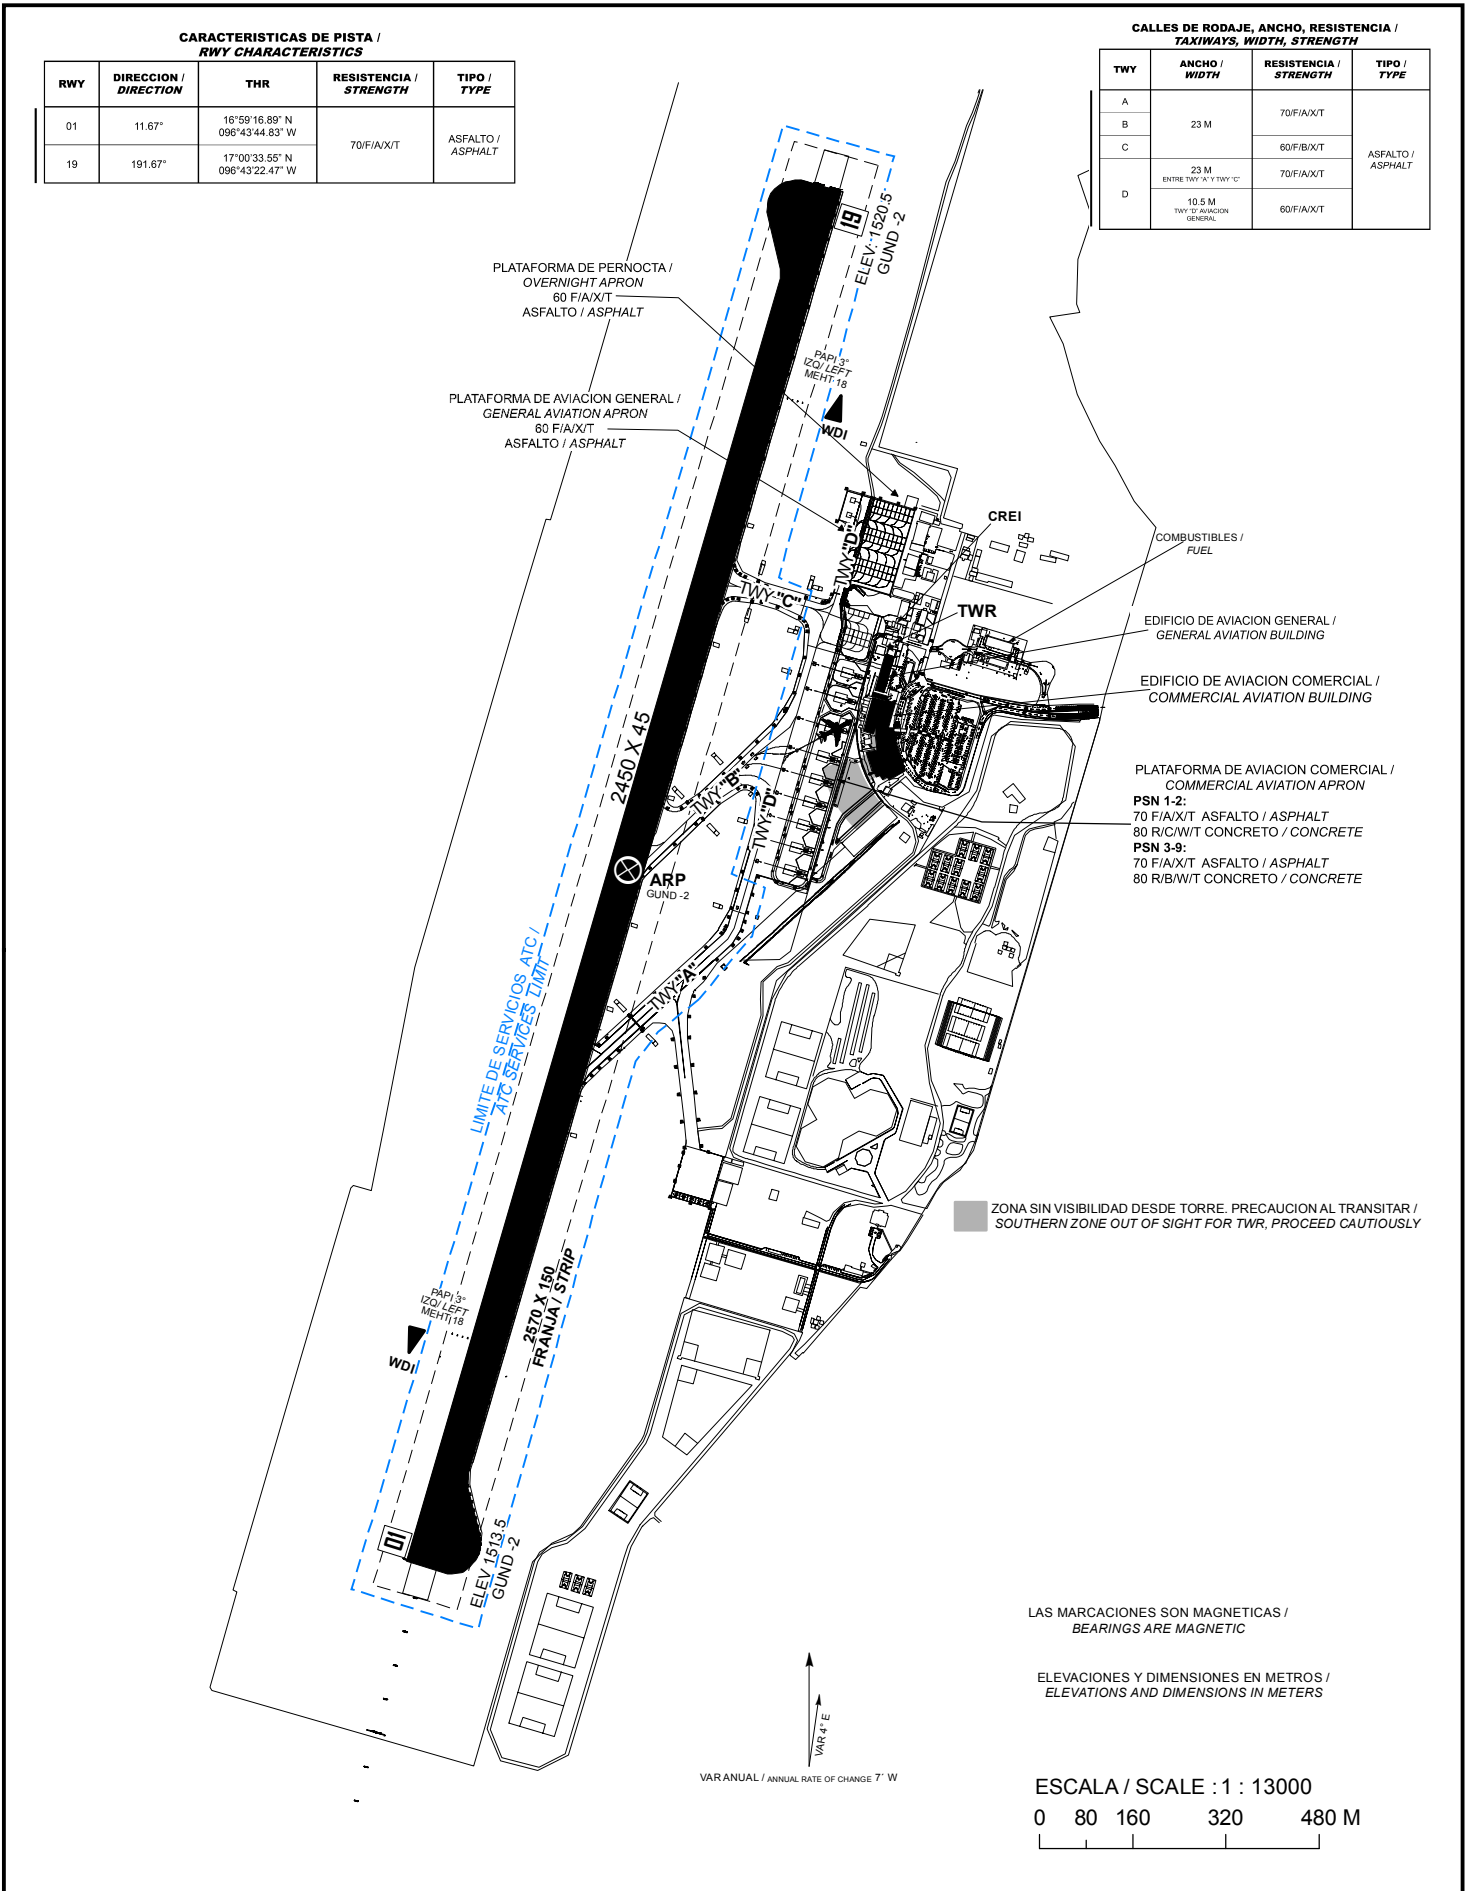 CARACTERISTICAS DE PISTA /
RWY CHARACTERISTICS
RWY
DIRECCION /
DIRECTION
THR
RESISTENCIA /
STRENGTH
TIPO /
TYPE
01
11.67°
16°59'16.89" N
096°43'44.83" W
70/F/A/X/T
ASFALTO /
ASPHALT
19
191.67°
17°00'33.55" N
096°43'22.47" W
CALLES DE RODAJE, ANCHO, RESISTENCIA /
TAXIWAYS, WIDTH, STRENGTH
TWY
ANCHO /
WIDTH
RESISTENCIA /
STRENGTH
TIPO /
TYPE
A
B
C
D
23 M
70/F/A/X/T
60/F/B/X/T
23 M
ENTRE TWY "A" Y TWY "C"
70/F/A/X/T
10.5 M
TWY "D" AVIACION
GENERAL
60/F/A/X/T
ASFALTO /
ASPHALT
19
ELEV. 1520.5
GUND -2
PLATAFORMA DE PERNOCTA /
OVERNIGHT APRON
60 F/A/X/T
ASFALTO / ASPHALT
PAPI 3°
IZQ/ LEFT
MEHT 18
WDI
PLATAFORMA DE AVIACION GENERAL /
GENERAL AVIATION APRON
60 F/A/X/T
ASFALTO / ASPHALT
CREI
COMBUSTIBLES /
FUEL
TWY "D"
TWY "C"
TWR
EDIFICIO DE AVIACION GENERAL /
GENERAL AVIATION BUILDING
EDIFICIO DE AVIACION COMERCIAL /
COMMERCIAL AVIATION BUILDING
2450 X 45
TWY "B"
TWY "D"
PLATAFORMA DE AVIACION COMERCIAL /
COMMERCIAL AVIATION APRON
PSN 1-2:
70 F/A/X/T ASFALTO / ASPHALT
80 R/C/W/T CONCRETO / CONCRETE
PSN 3-9:
70 F/A/X/T ASFALTO / ASPHALT
80 R/B/W/T CONCRETO / CONCRETE
ARP
GUND -2
TWY "A"
LIMITE DE SERVICIOS ATC /
ATC SERVICES LIMIT
ZONA SIN VISIBILIDAD DESDE TORRE. PRECAUCION AL TRANSITAR /
SOUTHERN ZONE OUT OF SIGHT FOR TWR, PROCEED CAUTIOUSLY
2570 X 150
FRANJA / STRIP
PAPI 3°
IZQ/ LEFT
MEHT 18
WDI
01
ELEV 1513.5
GUND -2
LAS MARCACIONES SON MAGNETICAS /
BEARINGS ARE MAGNETIC
ELEVACIONES Y DIMENSIONES EN METROS /
ELEVATIONS AND DIMENSIONS IN METERS
VAR 4° E
VAR ANUAL / ANNUAL RATE OF CHANGE 7' W
ESCALA / SCALE : 1 : 13000
0 80 160 320 480 M